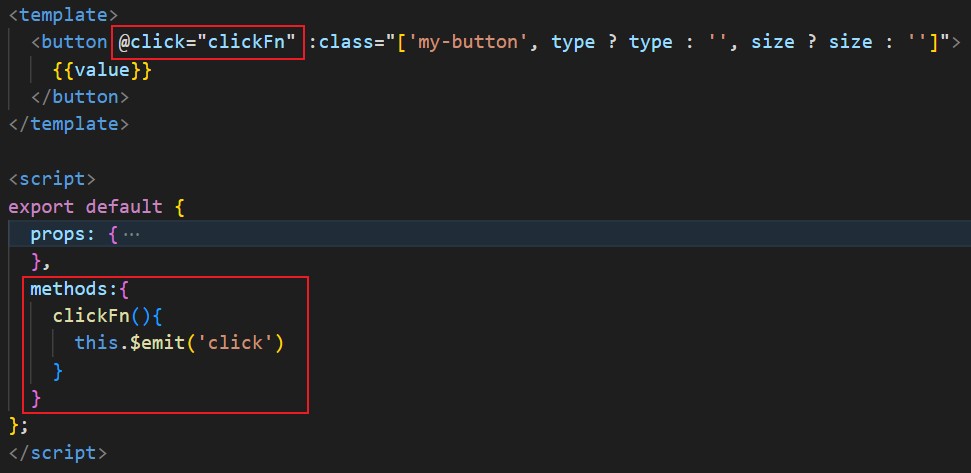 <template>
  <button @click="clickFn" :class="['my-button', type ? type : '', size ? size : '']">
    {{value}}
  </button>
</template>

<script>
export default {
  props: {···
  },
  methods:{
    clickFn(){
      this.$emit('click')
    }
  }
};
</script>